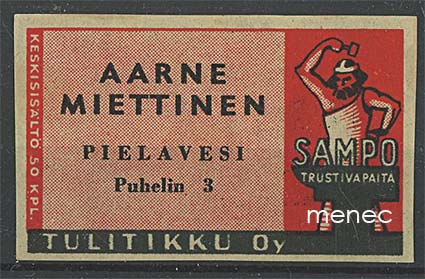 KESKISISÄLTÖ 50 KPL.
AARNE
MIETTINEN
PIELAVESI
Puhelin 3
SAMPO
TRUSTIVAPAITA
menec
TULITIKKU Oy